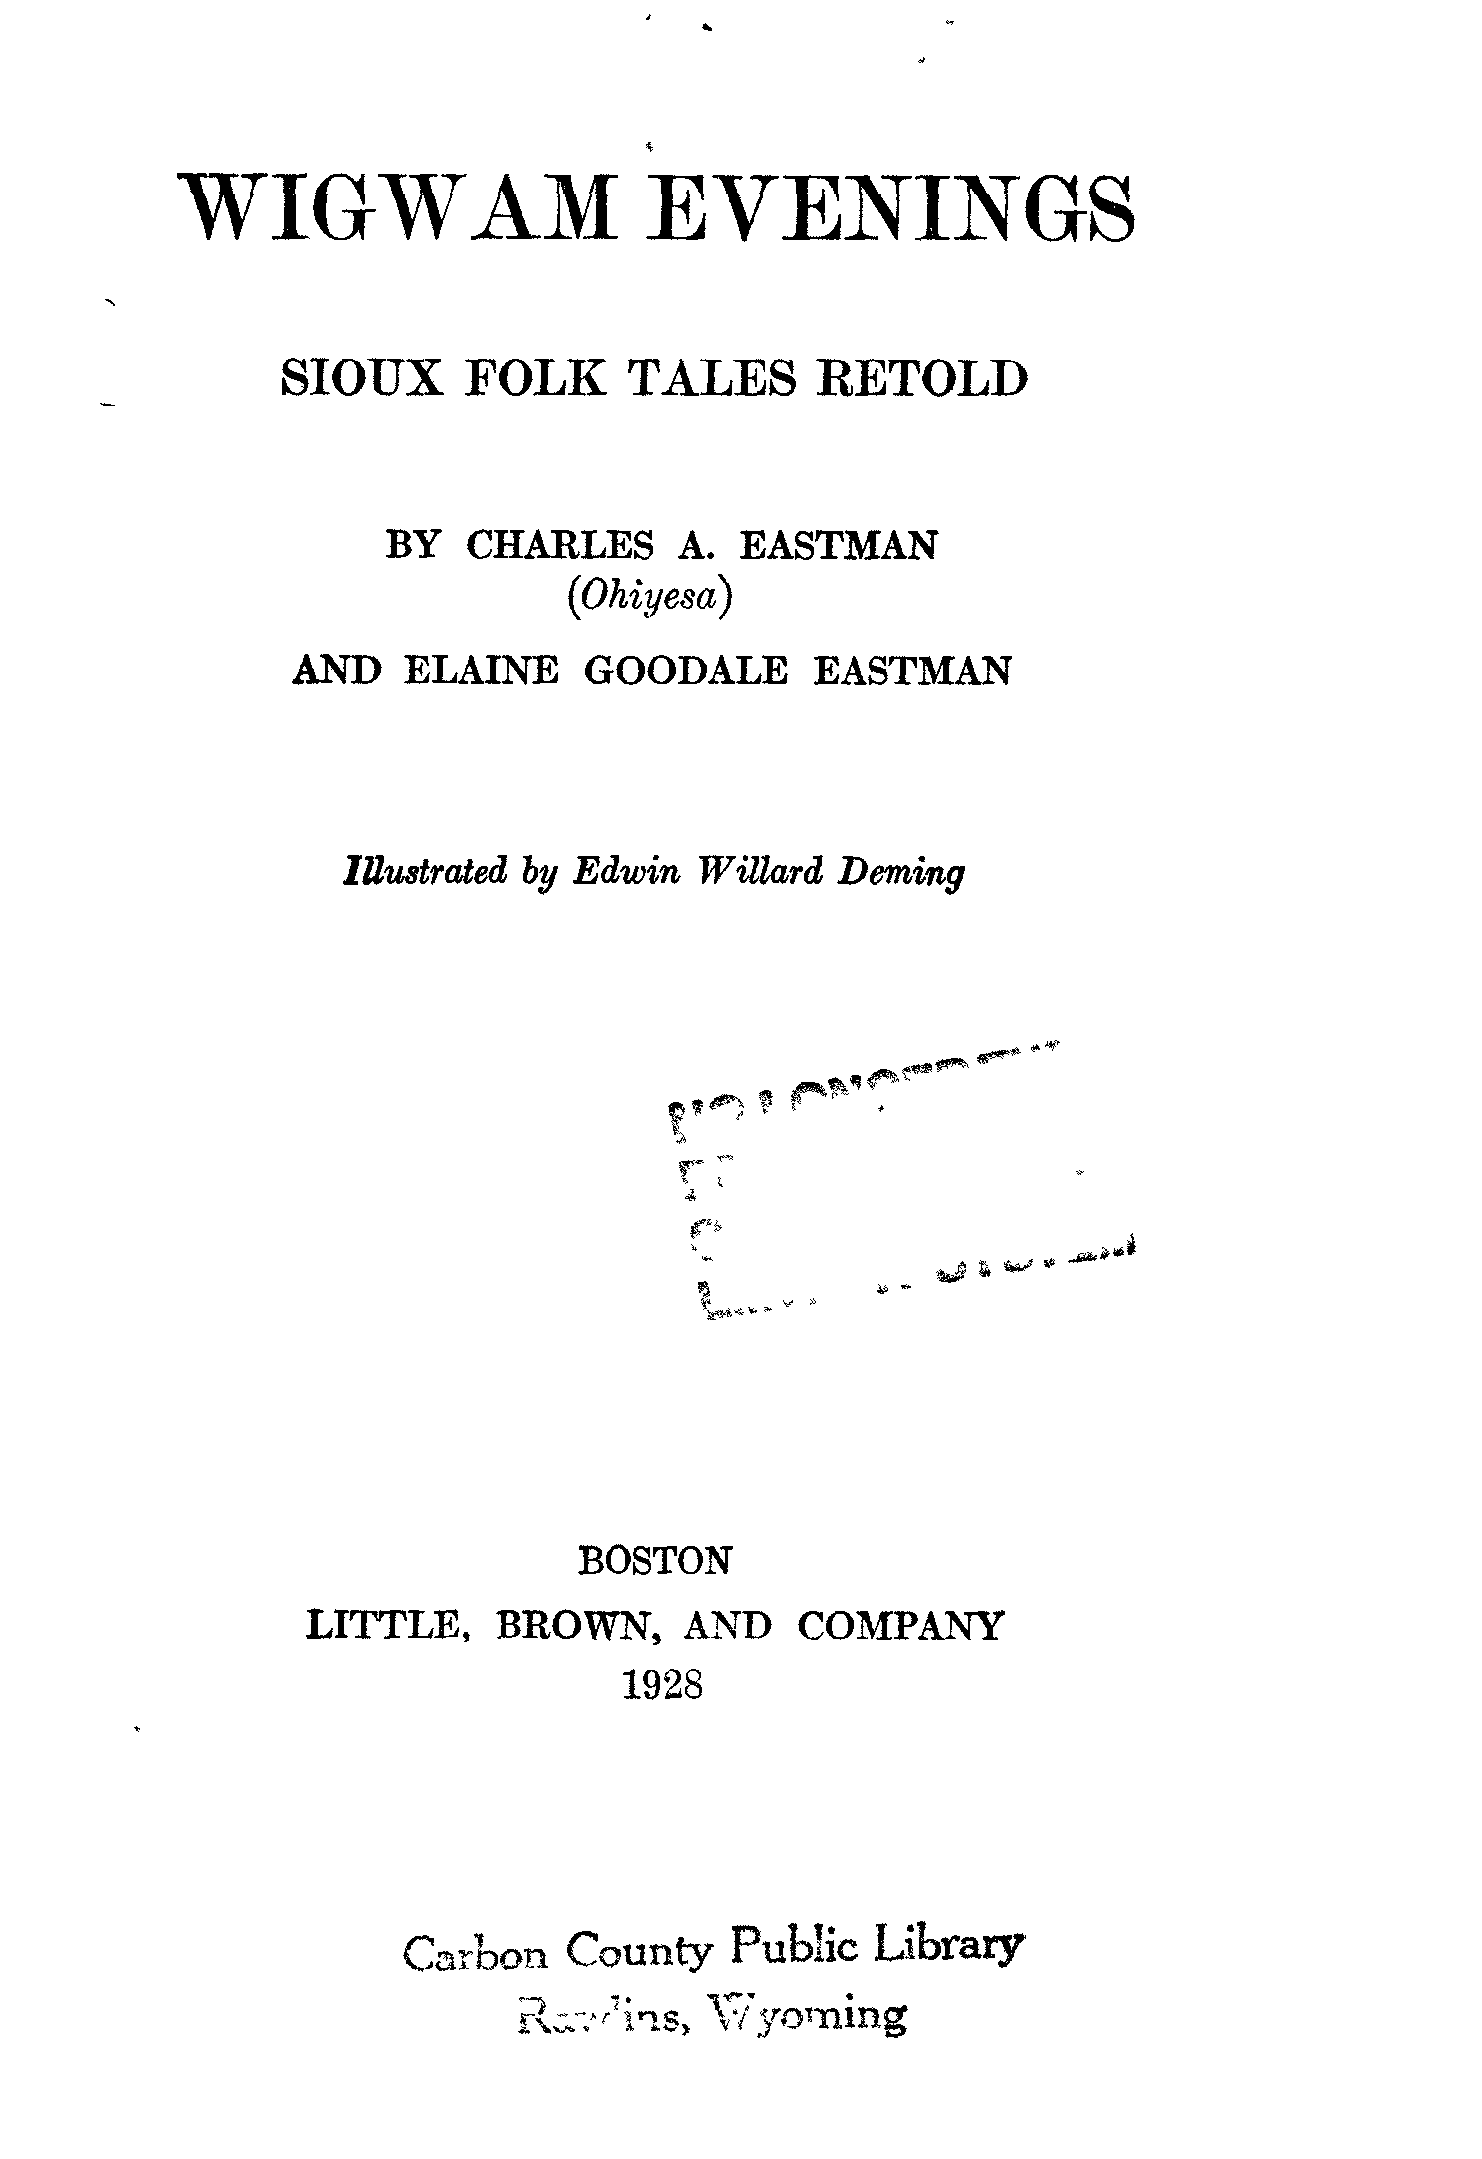 WIGWAM EVENINGS
SIOUX FOLK TALES RETOLD
BY CHARLES A. EASTMAN
(Ohiyesa)
AND ELAINE GOODALE EASTMAN
Illustrated by Edwin Willard Deming
BOSTON
LITTLE, BROWN, AND COMPANY
1928
Carbon County Public Library
Rawlins, Wyoming